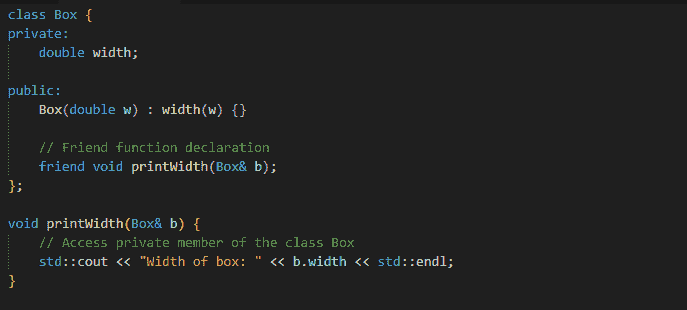 class Box {
private:
    double width;

public:
    Box(double w) : width(w) {}

    // Friend function declaration
    friend void printWidth(Box& b);
};

void printWidth(Box& b) {
    // Access private member of the class Box
    std::cout << "Width of box: " << b.width << std::endl;
}